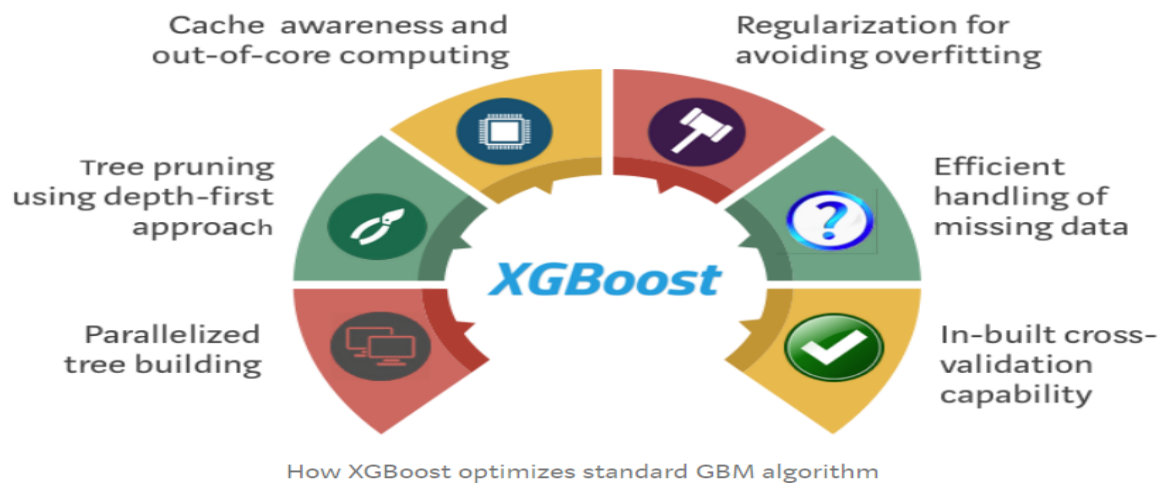 Cache awareness and
out-of-core computing
Regularization for
avoiding overfitting
Tree pruning
using depth-first
approach
Efficient
handling of
missing data
XGBoost
Parallelized
tree building
In-built cross-
validation
capability
How XGBoost optimizes standard GBM algorithm